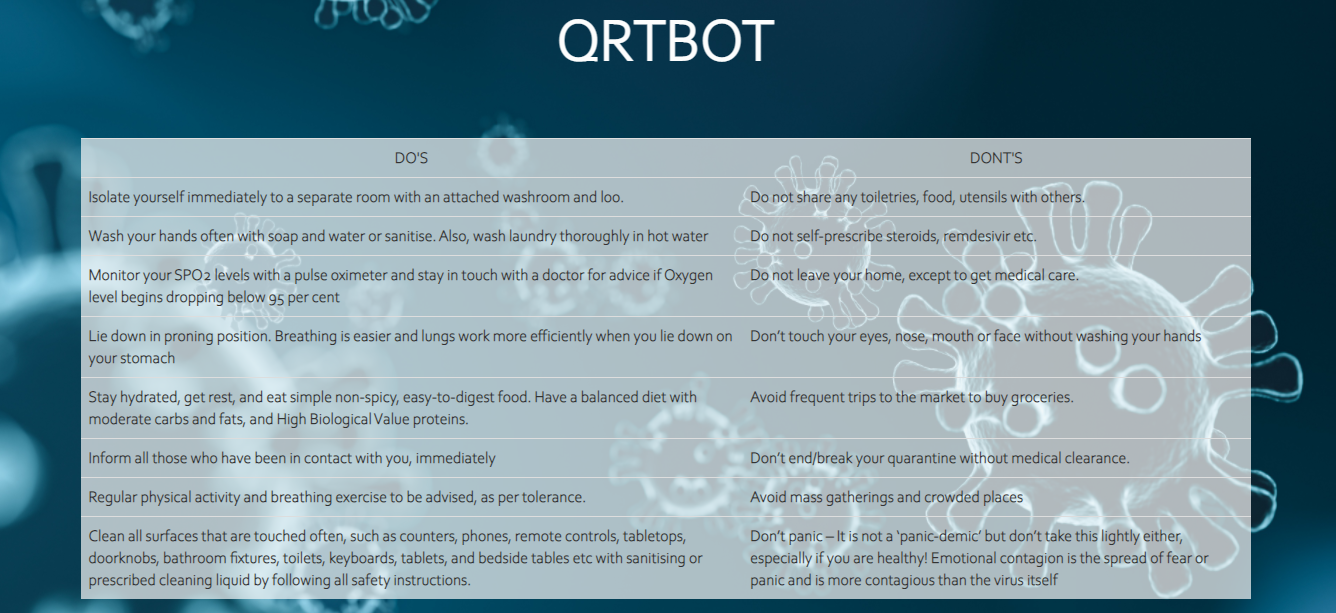 QRTBOT
DO'S
DONT'S
Isolate yourself immediately to a separate room with an attached washroom and loo.
Do not share any toiletries, food, utensils with others.
Wash your hands often with soap and water or sanitise. Also, wash laundry thoroughly in hot water
Do not self-prescribe steroids, remdesivir etc.
Monitor your SPO2 levels with a pulse oximeter and stay in touch with a doctor for advice if Oxygen
level begins dropping below 95 per cent
Do not leave your home, except to get medical care.
Lie down in proning position. Breathing is easier and lungs work more efficiently when you lie down on
your stomach
Don't touch your eyes, nose, mouth or face without washing your hands
Stay hydrated, get rest, and eat simple non-spicy, easy-to-digest food. Have a balanced diet with
moderate carbs and fats, and High Biological Value proteins.
Avoid frequent trips to the market to buy groceries.
Inform all those who have been in contact with you, immediately
Don't end/break your quarantine without medical clearance.
Regular physical activity and breathing exercise to be advised, as per tolerance.
Avoid mass gatherings and crowded places
Clean all surfaces that are touched often, such as counters, phones, remote controls, tabletops,
doorknobs, bathroom fixtures, toilets, keyboards, tablets, and bedside tables etc with sanitising or
prescribed cleaning liquid by following all safety instructions.
Don't panic – It is not a 'panic-demic' but don't take this lightly either,
especially if you are healthy! Emotional contagion is the spread of fear or
panic and is more contagious than the virus itself